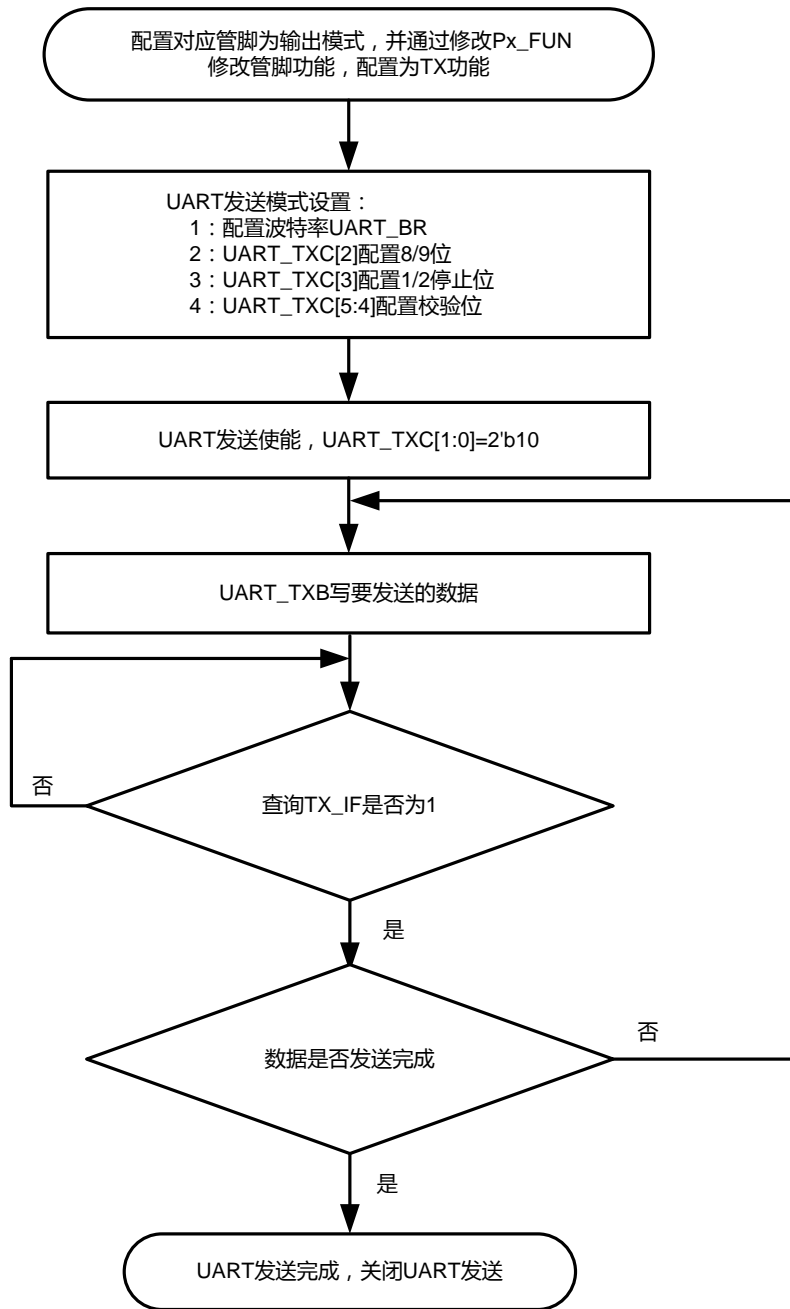 配置对应管脚为输出模式，并通过修改Px_FUN
修改管脚功能，配置为TX功能
UART发送模式设置：
1：配置波特率UART_BR
2：UART_TXC[2]配置8/9位
3：UART_TXC[3]配置1/2停止位
4：UART_TXC[5:4]配置校验位
UART发送使能，UART_TXC[1:0]=2'b10
UART_TXB写要发送的数据
否
查询TX_IF是否为1
是
数据是否发送完成
否
是
UART发送完成，关闭UART发送